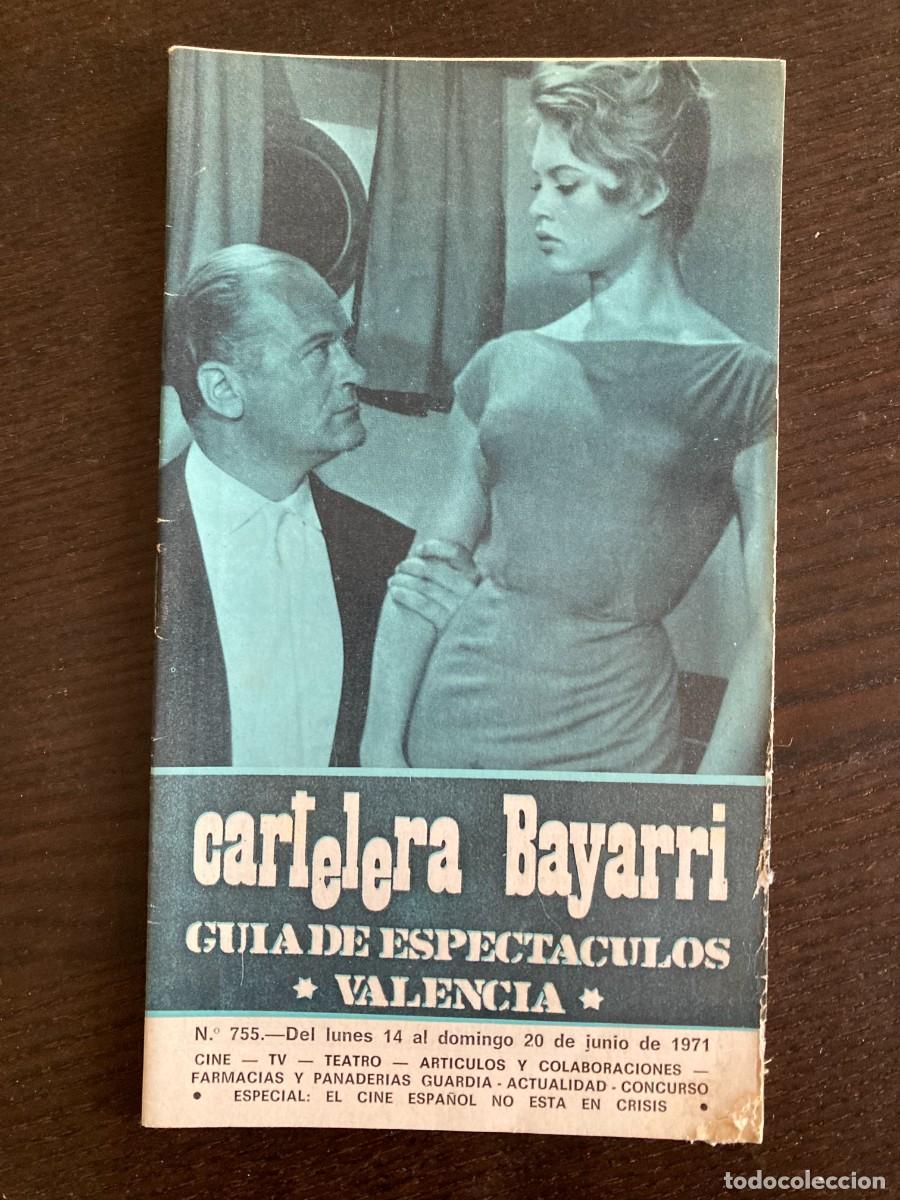 cartelera Bayarri
GUIA DE ESPECTACULOS
★ VALENCIA ★
N.º 755.—Del lunes 14 al domingo 20 de junio de 1971
CINE — TV — TEATRO — ARTICULOS Y COLABORACIONES —
FARMACIAS Y PANADERIAS GUARDIA - ACTUALIDAD - CONCURSO
● ESPECIAL: EL CINE ESPAÑOL NO ESTA EN CRISIS ●
todocoleccion